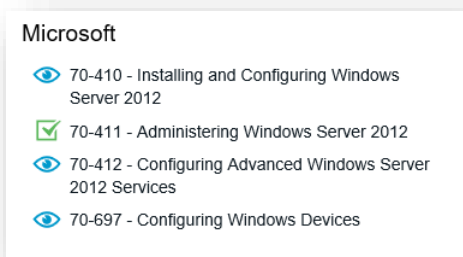 Microsoft
70-410 - Installing and Configuring Windows
Server 2012
70-411 - Administering Windows Server 2012
70-412 - Configuring Advanced Windows Server
2012 Services
70-697 - Configuring Windows Devices